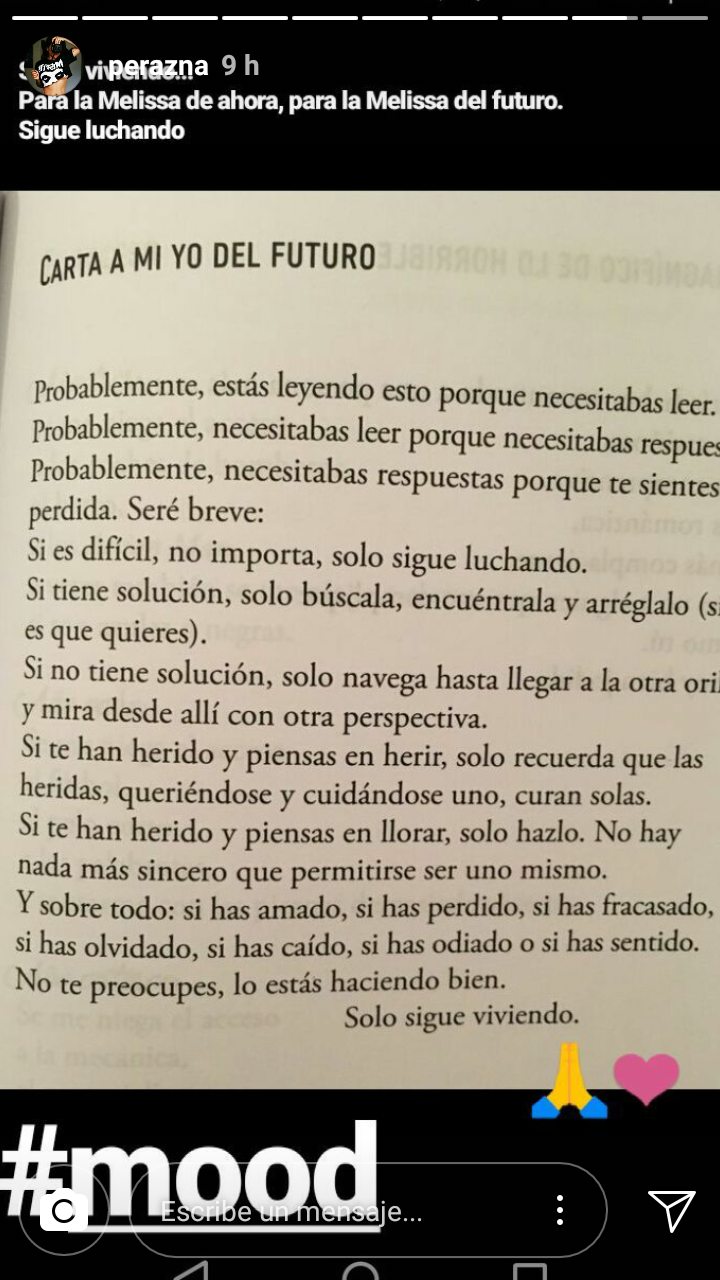 perazna 9 h
viviendo...
Para la Melissa de ahora, para la Melissa del futuro.
Sigue luchando
CARTA A MI YO DEL FUTURO
Probablemente, estás leyendo esto porque necesitabas leer.
Probablemente, necesitabas leer porque necesitabas respues
Probablemente, necesitabas respuestas porque te sientes
perdida. Seré breve:
Si es difícil, no importa, solo sigue luchando.
Si tiene solución, solo búscala, encuéntrala y arréglalo (si
es que quieres).
Si no tiene solución, solo navega hasta llegar a la otra oril
y mira desde allí con otra perspectiva.
Si te han herido y piensas en herir, solo recuerda que las
heridas, queriéndose y cuidándose uno, curan solas.
Si te han herido y piensas en llorar, solo hazlo. No hay
nada más sincero que permitirse ser uno mismo.
Y sobre todo: si has amado, si has perdido, si has fracasado,
si has olvidado, si has caído, si has odiado o si has sentido.
No te preocupes, lo estás haciendo bien.
Solo sigue viviendo.
#mood
Escribe un mensaje...